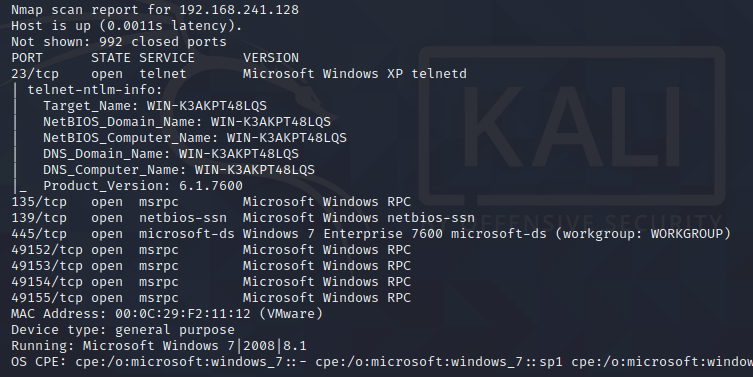 Nmap scan report for 192.168.241.128
Host is up (0.0011s latency).
Not shown: 992 closed ports
PORT      STATE SERVICE      VERSION
23/tcp    open  telnet       Microsoft Windows XP telnetd
| telnet-ntlm-info:
|   Target_Name: WIN-K3AKPT48LQS
|   NetBIOS_Domain_Name: WIN-K3AKPT48LQS
|   NetBIOS_Computer_Name: WIN-K3AKPT48LQS
|   DNS_Domain_Name: WIN-K3AKPT48LQS
|   DNS_Computer_Name: WIN-K3AKPT48LQS
|_  Product_Version: 6.1.7600
135/tcp   open  msrpc        Microsoft Windows RPC
139/tcp   open  netbios-ssn  Microsoft Windows netbios-ssn
445/tcp   open  microsoft-ds Windows 7 Enterprise 7600 microsoft-ds (workgroup: WORKGROUP)
49152/tcp open  msrpc        Microsoft Windows RPC
49153/tcp open  msrpc        Microsoft Windows RPC
49154/tcp open  msrpc        Microsoft Windows RPC
49155/tcp open  msrpc        Microsoft Windows RPC
MAC Address: 00:0C:29:F2:11:12 (VMware)
Device type: general purpose
Running: Microsoft Windows 7|2008|8.1
OS CPE: cpe:/o:microsoft:windows_7::- cpe:/o:microsoft:windows_7::sp1 cpe:/o:microsoft:window
KALI
OFFENSIVE SECURITY